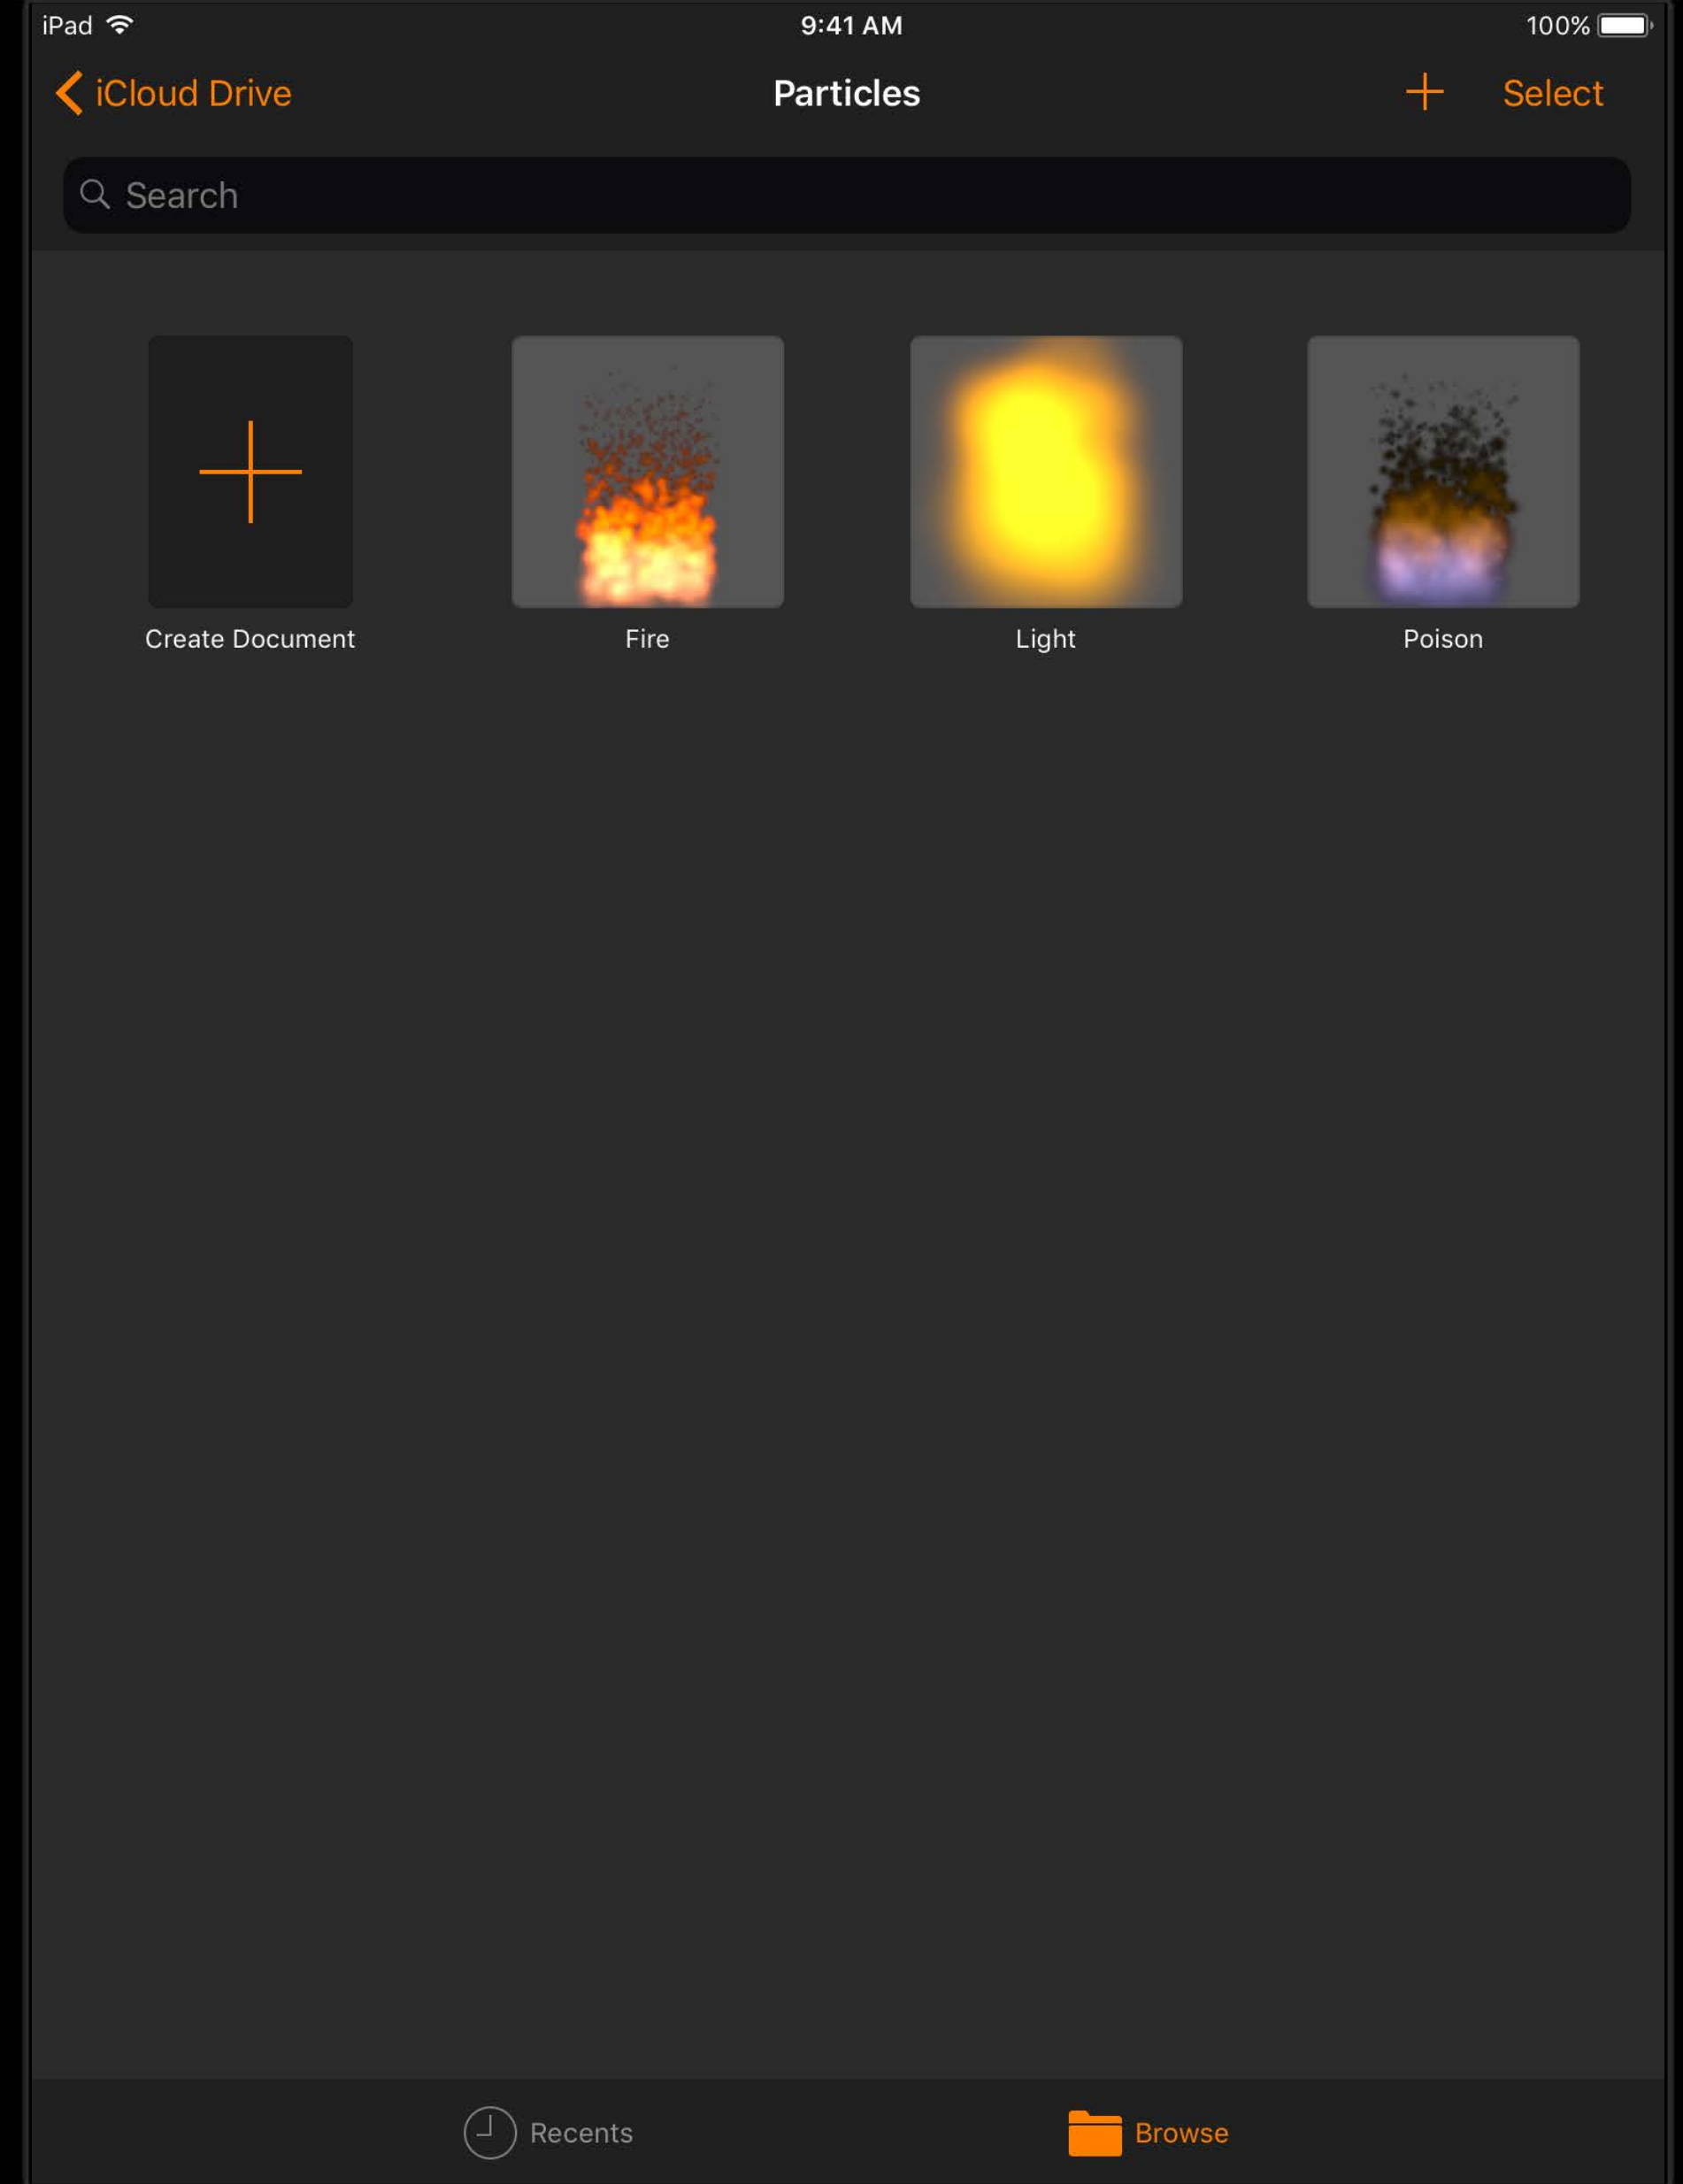 iPad 9:41 AM 100%
iCloud Drive Particles Select
Search
Create Document Fire Light Poison
Recents Browse